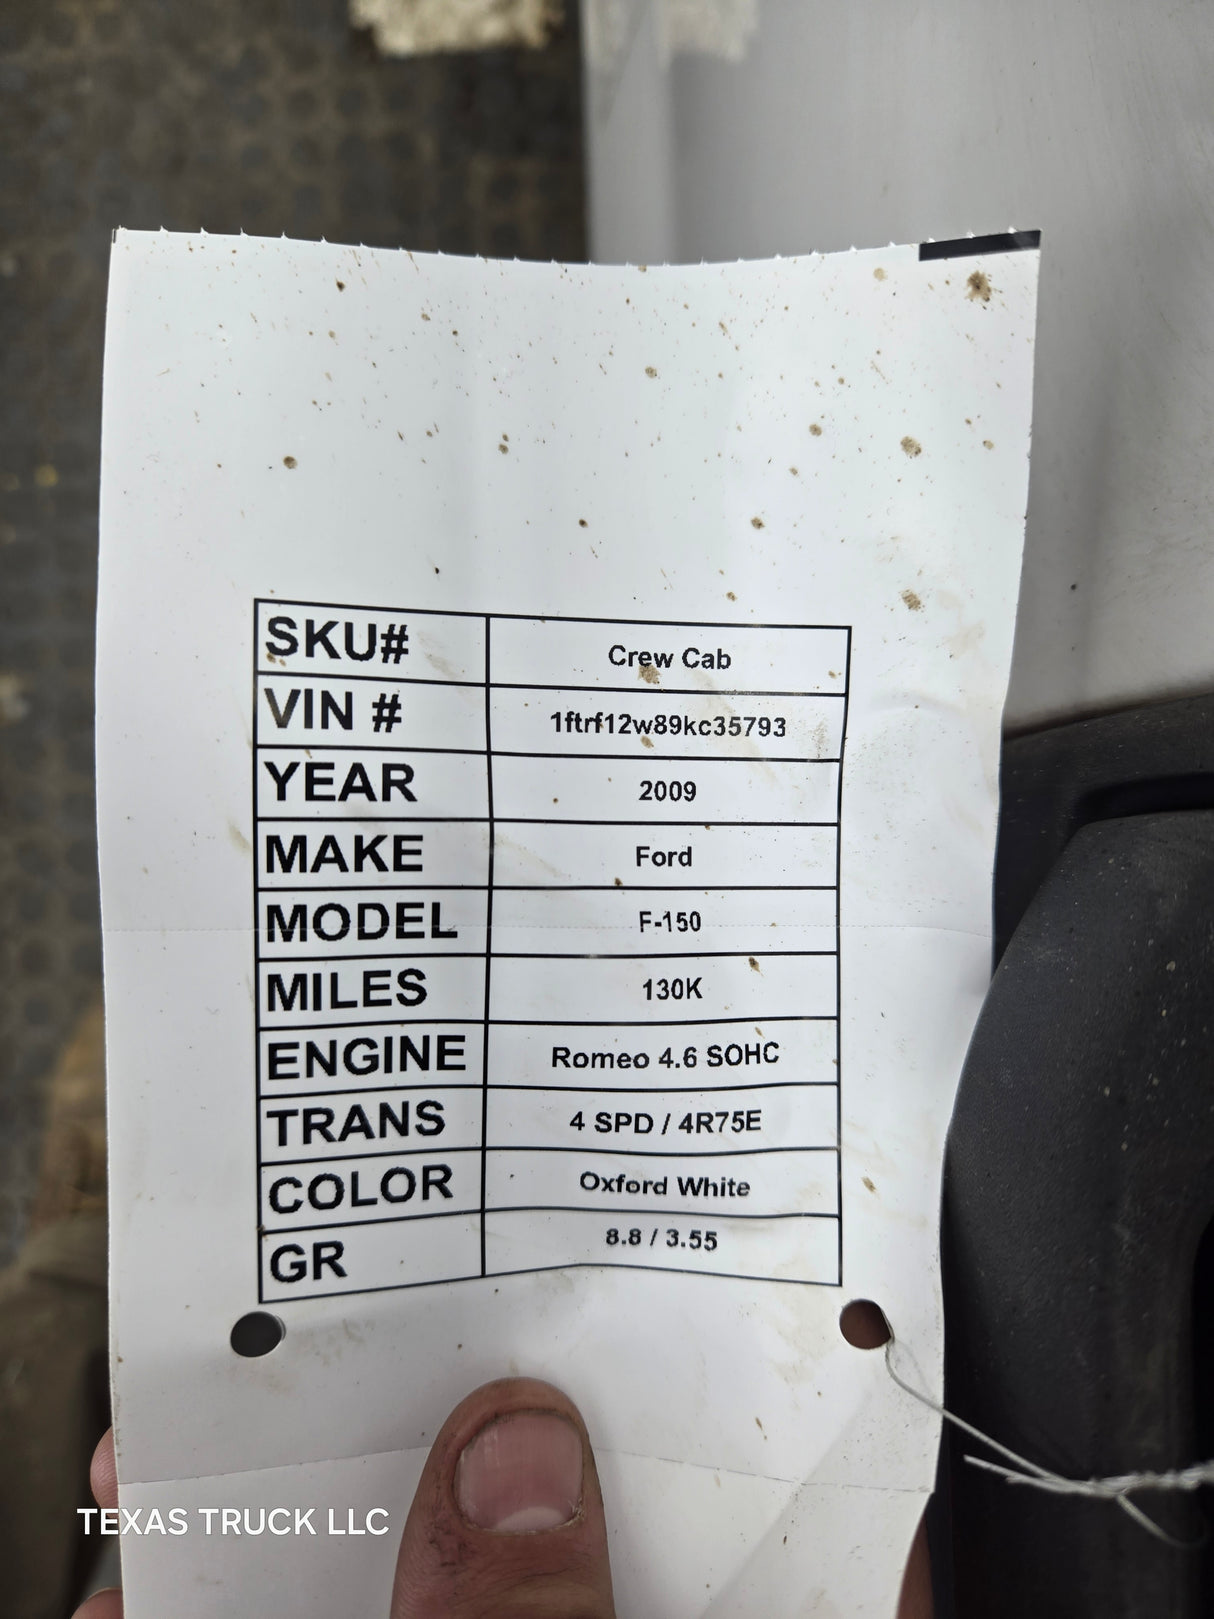 SKU# Crew Cab
VIN # 1ftrf12w89kc35793
YEAR 2009
MAKE Ford
MODEL F-150
MILES 130K
ENGINE Romeo 4.6 SOHC
TRANS 4 SPD / 4R75E
COLOR Oxford White
GR 8.8 / 3.55
TEXAS TRUCK LLC